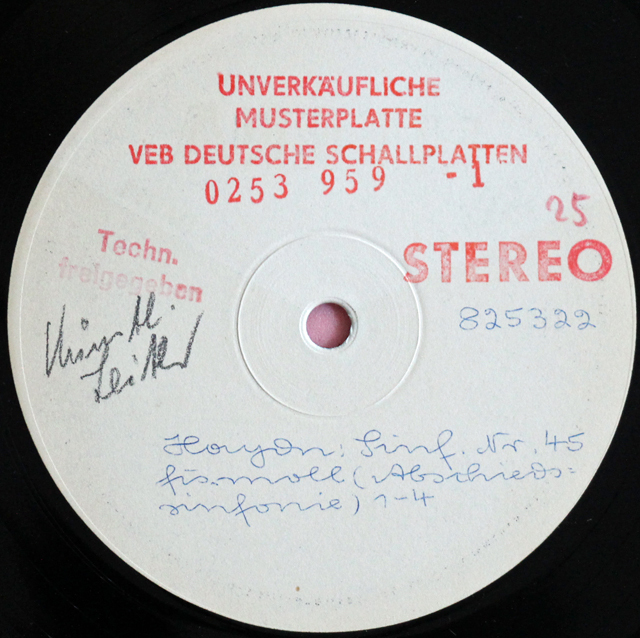 UNVERKÄUFLICHE
MUSTERPLATTE
VEB DEUTSCHE SCHALLPLATTEN
0253 959 -1
25
STEREO
825322
Techn.
freigegeben
Haydn: Sinf. Nr. 45
fis-moll (Abschieds=
sinfonie) 1-4